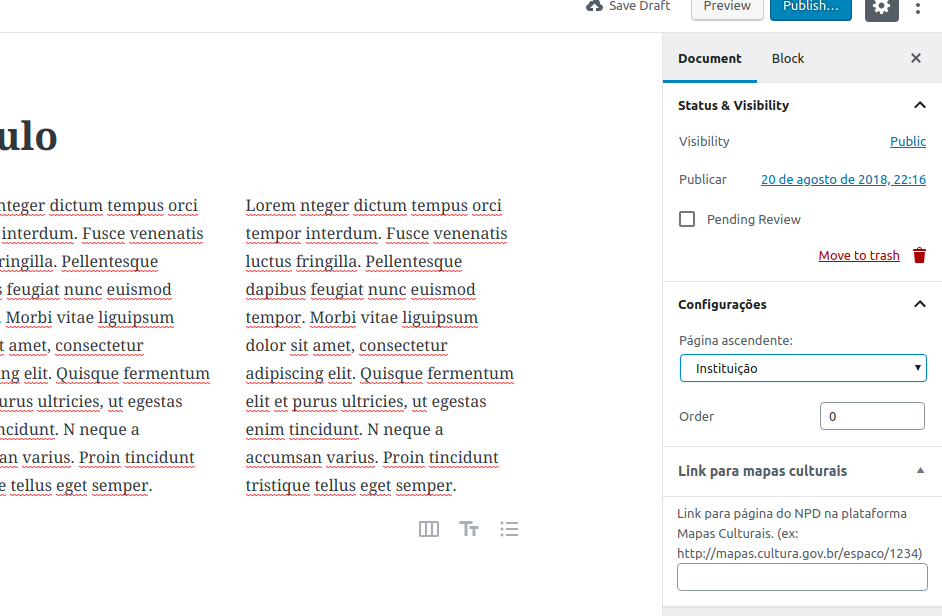 Save Draft
Preview
Publish...
Document
Block
Status & Visibility
Visibility
Public
Publicar
20 de agosto de 2018, 22:16
Pending Review
Move to trash
Configurações
Página ascendente:
Instituição
Order
0
Link para mapas culturais
Link para página do NPD na plataforma
Mapas Culturais. (ex:
http://mapas.cultura.gov.br/espaco/1234)
ulo
nteger dictum tempus orci
interdum. Fusce venenatis
ringilla. Pellentesque
s feugiat nunc euismod
. Morbi vitae liguipsum
t amet, consectetur
ng elit. Quisque fermentum
urus ultricies, ut egestas
ncidunt. N neque a
an varius. Proin tincidunt
e tellus eget semper.
Lorem nteger dictum tempus orci
tempor interdum. Fusce venenatis
luctus fringilla. Pellentesque
dapibus feugiat nunc euismod
tempor. Morbi vitae liguipsum
dolor sit amet, consectetur
adipiscing elit. Quisque fermentum
elit et purus ultricies, ut egestas
enim tincidunt. N neque a
accumsan varius. Proin tincidunt
tristique tellus eget semper.